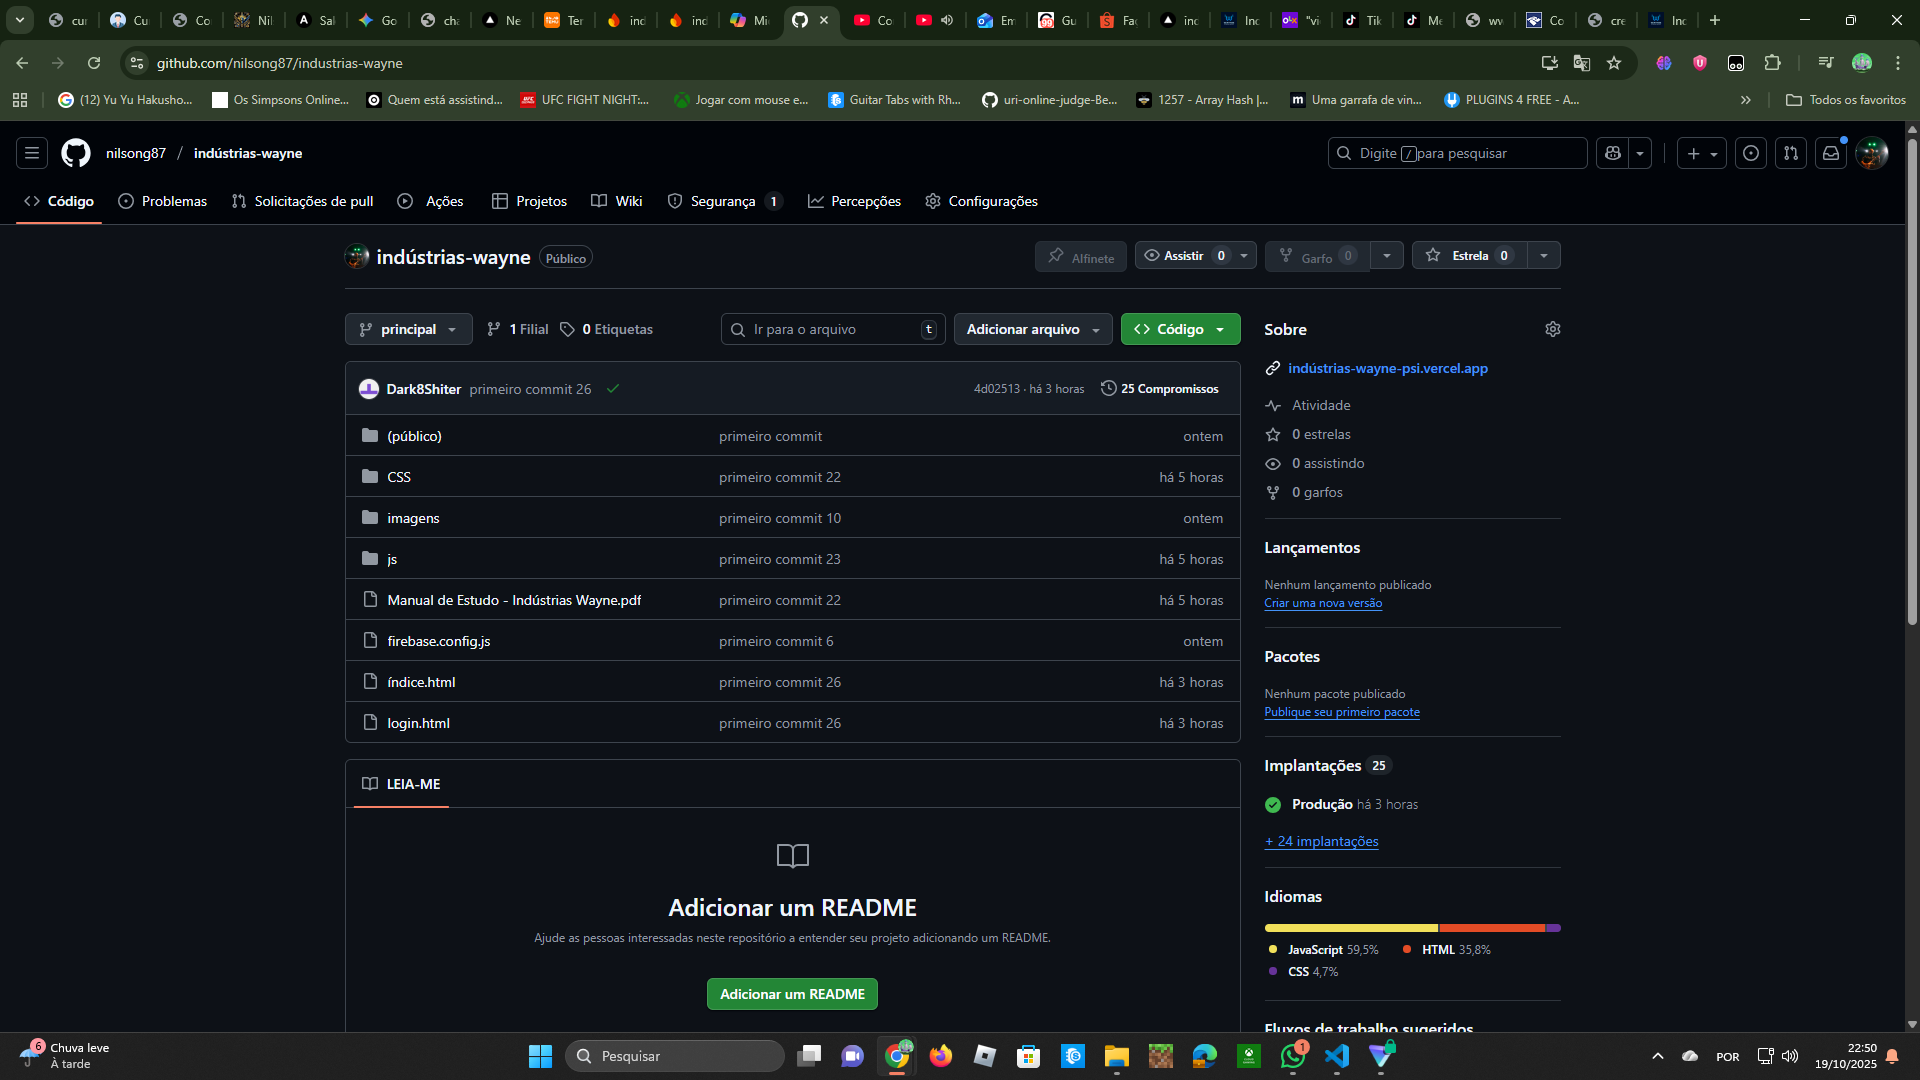 cur
Cu
Co
Nil
Sal
Go
cha
Ne
Ter
ind
ind
Mi
Co
Em
Gu
Fac
inc
Inc
"vi
Tik
Me
wv
Co
cre
Inc
github.com/nilsong87/industrias-wayne
(12) Yu Yu Hakusho...
Os Simpsons Online...
Quem está assistind...
UFC FIGHT NIGHT:...
Jogar com mouse e...
Guitar Tabs with Rh...
uri-online-judge-Be...
1257 - Array Hash |...
Uma garrafa de vin...
PLUGINS 4 FREE - A...
Todos os favoritos
nilsong87 / indústrias-wayne
Digite / para pesquisar
Código
Problemas
Solicitações de pull
Ações
Projetos
Wiki
Segurança 1
Percepções
Configurações
indústrias-wayne Público
Alfinete
Assistir 0
Garfo 0
Estrela 0
principal
1 Filial
0 Etiquetas
Ir para o arquivo t
Adicionar arquivo
Código
Dark8Shiter primeiro commit 26
4d02513 · há 3 horas
25 Compromissos
(público) primeiro commit ontem
CSS primeiro commit 22 há 5 horas
imagens primeiro commit 10 ontem
js primeiro commit 23 há 5 horas
Manual de Estudo - Indústrias Wayne.pdf primeiro commit 22 há 5 horas
firebase.config.js primeiro commit 6 ontem
índice.html primeiro commit 26 há 3 horas
login.html primeiro commit 26 há 3 horas
LEIA-ME
Adicionar um README
Ajude as pessoas interessadas neste repositório a entender seu projeto adicionando um README.
Adicionar um README
Sobre
indústrias-wayne-psi.vercel.app
Atividade
0 estrelas
0 assistindo
0 garfos
Lançamentos
Nenhum lançamento publicado
Criar uma nova versão
Pacotes
Nenhum pacote publicado
Publique seu primeiro pacote
Implantações 25
Produção há 3 horas
+ 24 implantações
Idiomas
JavaScript 59,5%
HTML 35,8%
CSS 4,7%
Fluxos de trabalho sugeridos
6
Chuva leve
À tarde
Pesquisar
1
POR
22:50
19/10/2025